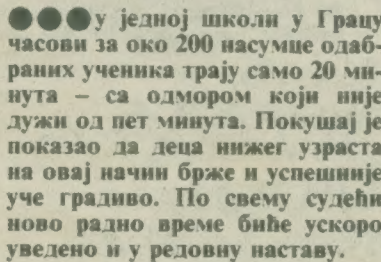 ●●●у једној школи у Грацу
часови за око 200 насумце одаб-
раних ученика трају само 20 ми-
нута – са одмором који није
дужи од пет минута. Покушај је
показао да деца нижег узраста
на овај начин брже и успешније
уче градиво. По свему судећи
ново радно време биће ускоро
уведено и у редовну наставу.